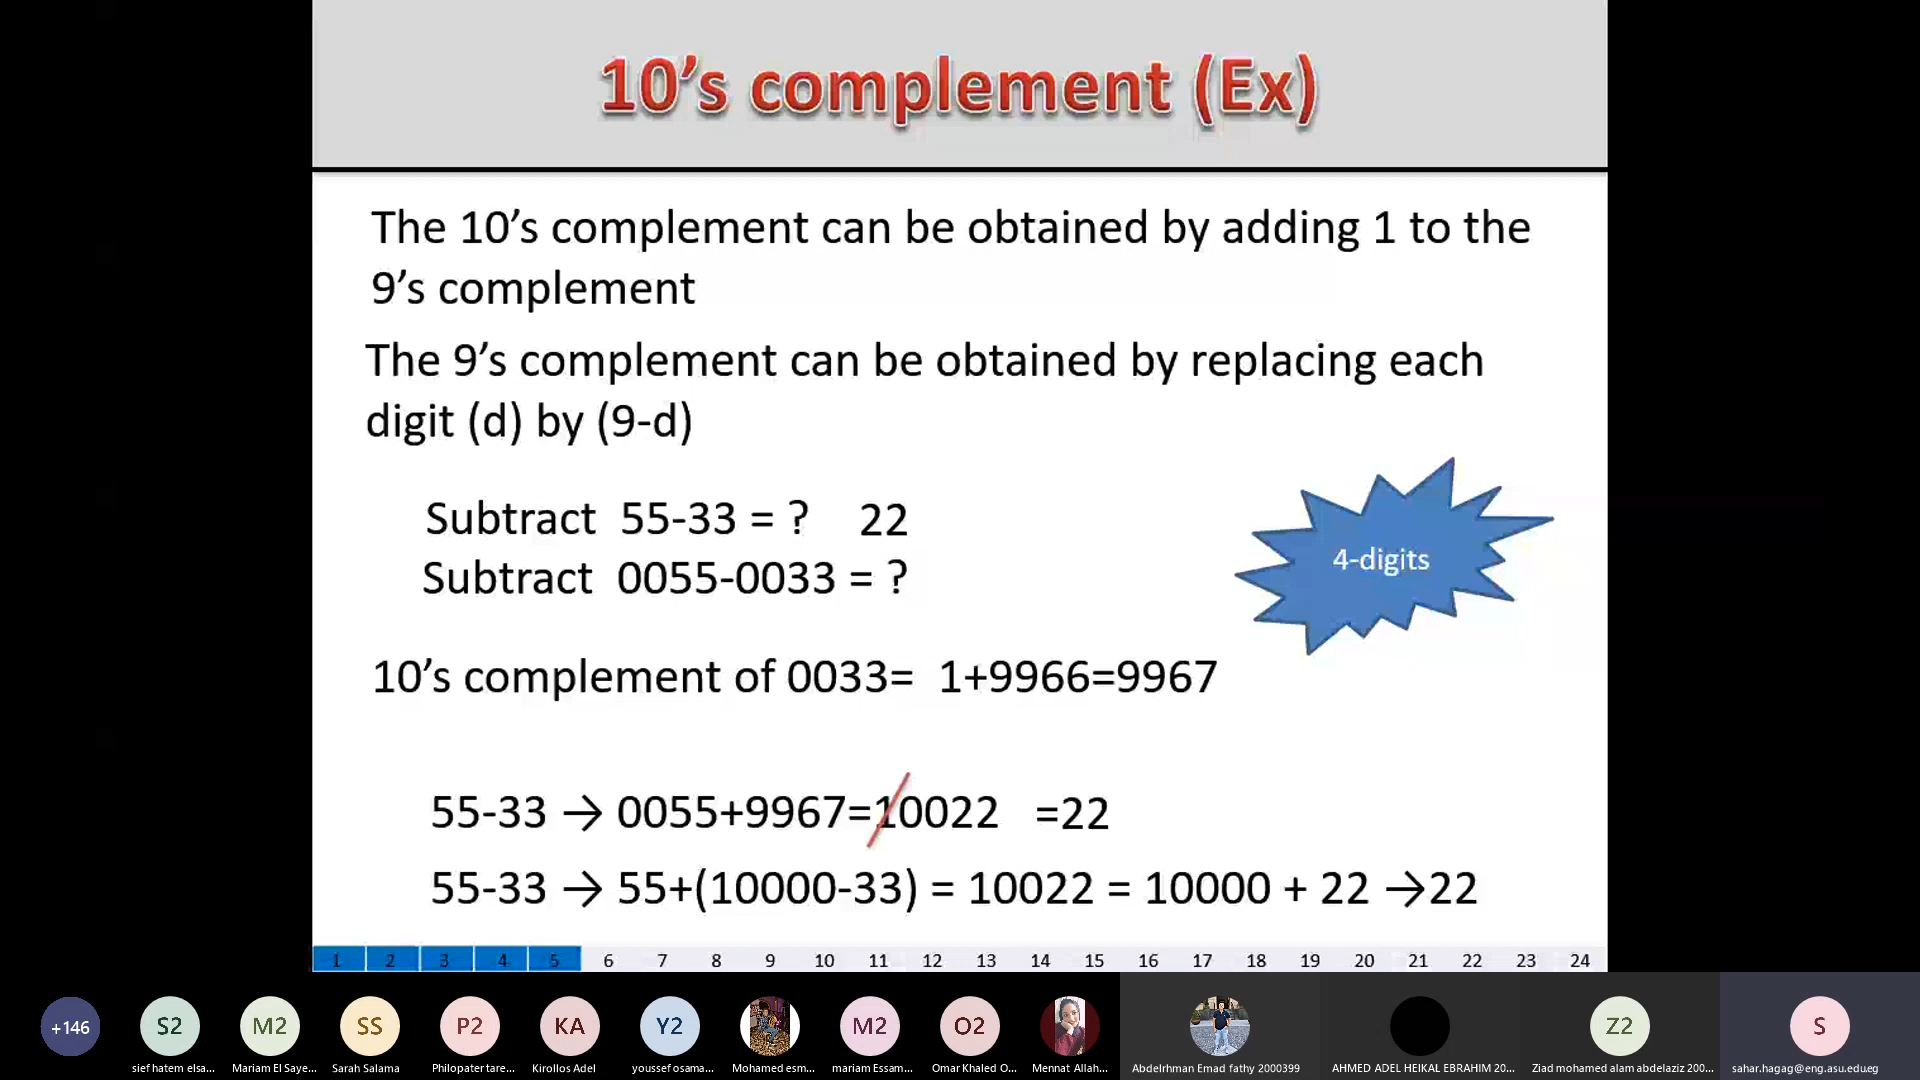 10’s complement (Ex)
The 10’s complement can be obtained by adding 1 to the
9’s complement
The 9’s complement can be obtained by replacing each
digit (d) by (9-d)
Subtract 55-33 = ? 22
Subtract 0055-0033 = ?
4-digits
10’s complement of 0033= 1+9966=9967
55-33 → 0055+9967=10022 =22
55-33 → 55+(10000-33) = 10022 = 10000 + 22 →22
1 2 3 4 5 6 7 8 9 10 11 12 13 14 15 16 17 18 19 20 21 22 23 24
+146 S2 M2 SS P2 KA Y2 M2 O2 Z2 S
sief hatem elsa... Mariam El Saye... Sarah Salama Philopater tare... Kirollos Adel youssef osama... Mohamed esm... mariam Essam... Omar Khaled O... Mennat Allah... Abdelrhman Emad fathy 2000399 AHMED ADEL HEIKAL EBRAHIM 20... Ziad mohamed alam abdelaziz 200... sahar.hagag@eng.asu.edu.eg